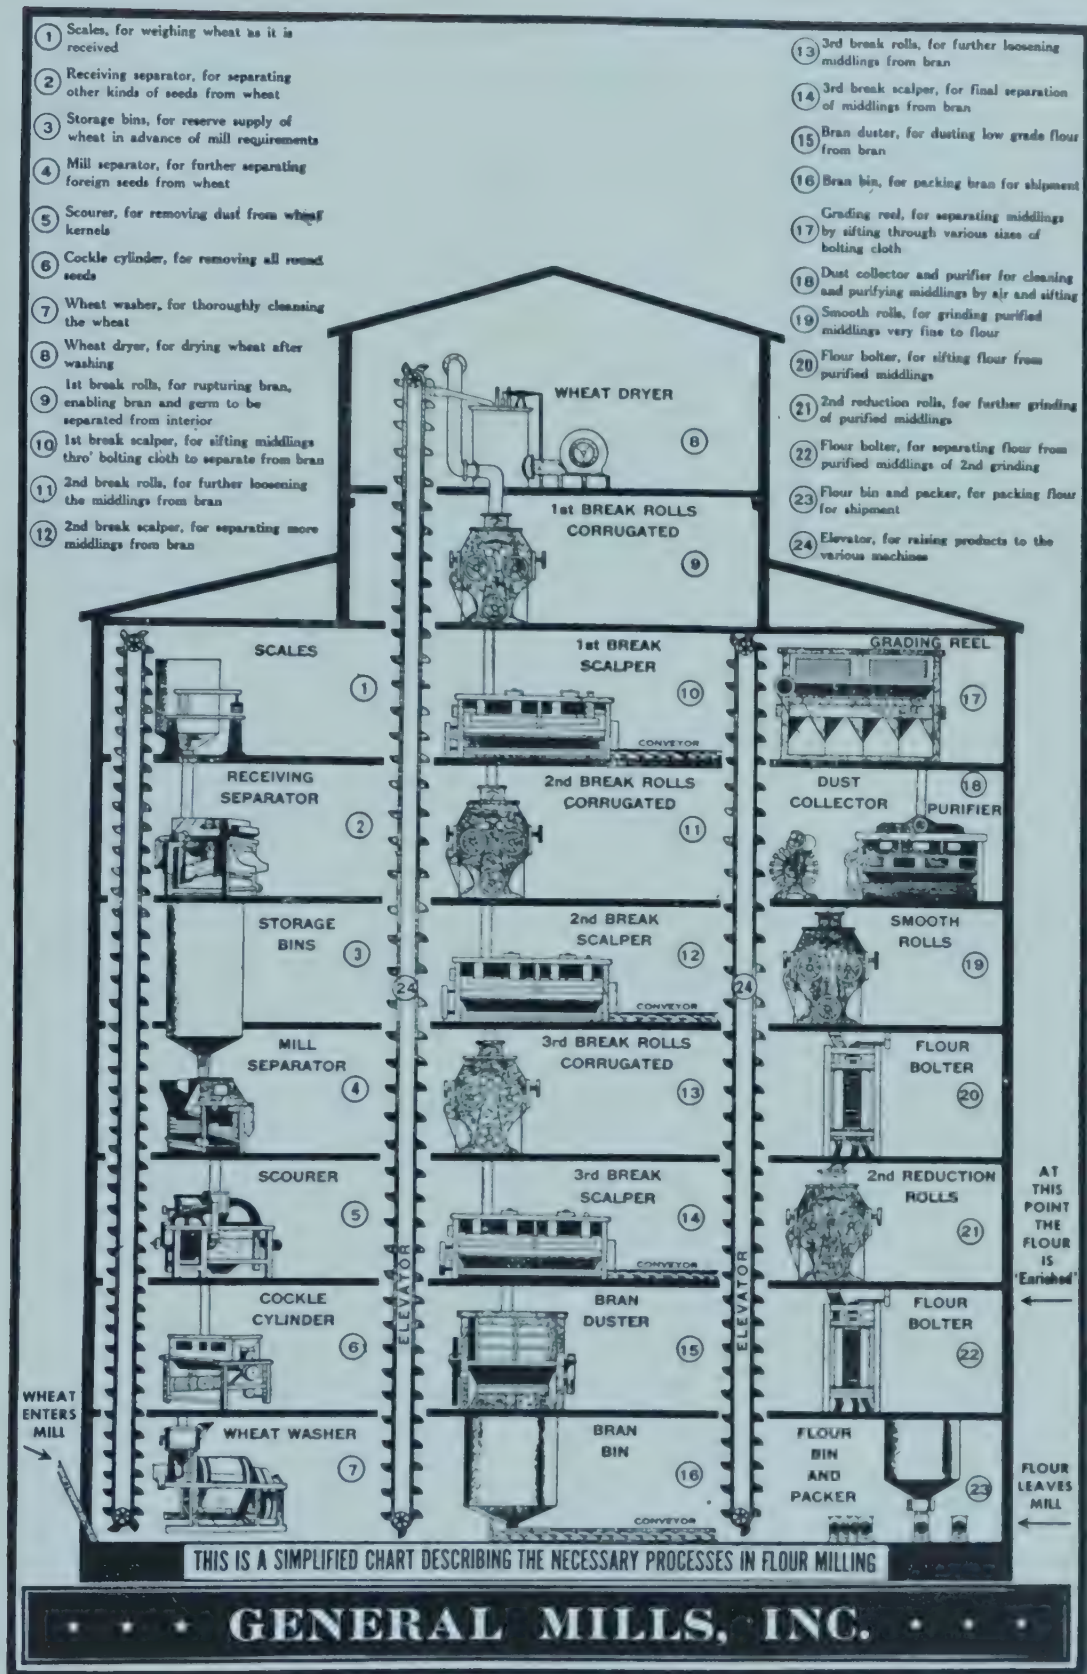 1 Scales, for weighing wheat as it is
received
2 Receiving separator, for separating
other kinds of seeds from wheat
3 Storage bins, for reserve supply of
wheat in advance of mill requirements
4 Mill separator, for further separating
foreign seeds from wheat
5 Scourer, for removing dust from wheat
kernels
6 Cockle cylinder, for removing all round
seeds
7 Wheat washer, for thoroughly cleansing
the wheat
8 Wheat dryer, for drying wheat after
washing
9 1st break rolls, for rupturing bran,
enabling bran and germ to be
separated from interior
10 1st break scalper, for sifting middlings
thro' bolting cloth to separate from bran
11 2nd break rolls, for further loosening
the middlings from bran
12 2nd break scalper, for separating more
middlings from bran
13 3rd break rolls, for further loosening
middlings from bran
14 3rd break scalper, for final separation
of middlings from bran
15 Bran duster, for dusting low grade flour
from bran
16 Bran bin, for packing bran for shipment
17 Grading reel, for separating middlings
by sifting through various sizes of
bolting cloth
18 Dust collector and purifier for cleaning
and purifying middlings by air and sifting
19 Smooth rolls, for grinding purified
middlings very fine to flour
20 Flour bolter, for sifting flour from
purified middlings
21 2nd reduction rolls, for further grinding
of purified middlings
22 Flour bolter, for separating flour from
purified middlings of 2nd grinding
23 Flour bin and packer, for packing flour
for shipment
24 Elevator, for raising products to the
various machines
WHEAT DRYER
8
1st BREAK ROLLS
CORRUGATED
9
SCALES
1
RECEIVING
SEPARATOR
2
STORAGE
BINS
3
MILL
SEPARATOR
4
SCOURER
5
COCKLE
CYLINDER
6
WHEAT WASHER
7
WHEAT
ENTERS
MILL
24
ELEVATOR
1st BREAK
SCALPER
10
CONVEYOR
2nd BREAK ROLLS
CORRUGATED
11
2nd BREAK
SCALPER
12
CONVEYOR
3rd BREAK ROLLS
CORRUGATED
13
3rd BREAK
SCALPER
14
CONVEYOR
BRAN
DUSTER
15
BRAN
BIN
16
CONVEYOR
24
ELEVATOR
GRADING REEL
17
DUST
COLLECTOR
18
PURIFIER
SMOOTH
ROLLS
19
FLOUR
BOLTER
20
2nd REDUCTION
ROLLS
21
FLOUR
BOLTER
22
FLOUR
BIN
AND
PACKER
23
AT
THIS
POINT
THE
FLOUR
IS
'Enriched'
FLOUR
LEAVES
MILL
THIS IS A SIMPLIFIED CHART DESCRIBING THE NECESSARY PROCESSES IN FLOUR MILLING
GENERAL MILLS, INC.